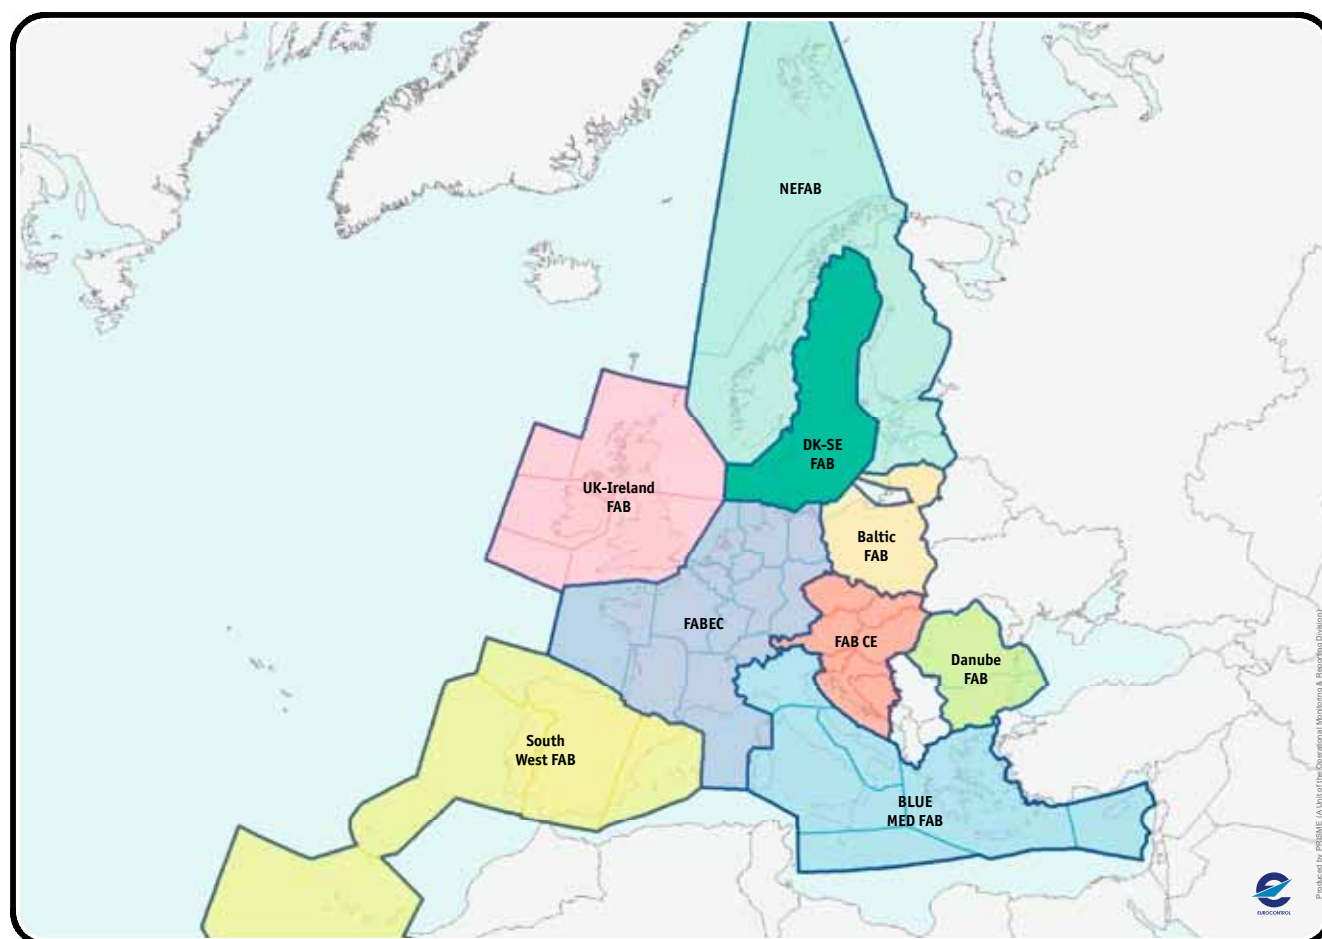 NEFAB
DK-SE
FAB
UK-Ireland
FAB
Baltic
FAB
FABEC
FAB CE
Danube
FAB
South
West FAB
BLUE
MED FAB
EUROCONTROL
Produced by PRISME (A Unit of the Operational Monitoring & Reporting Division)